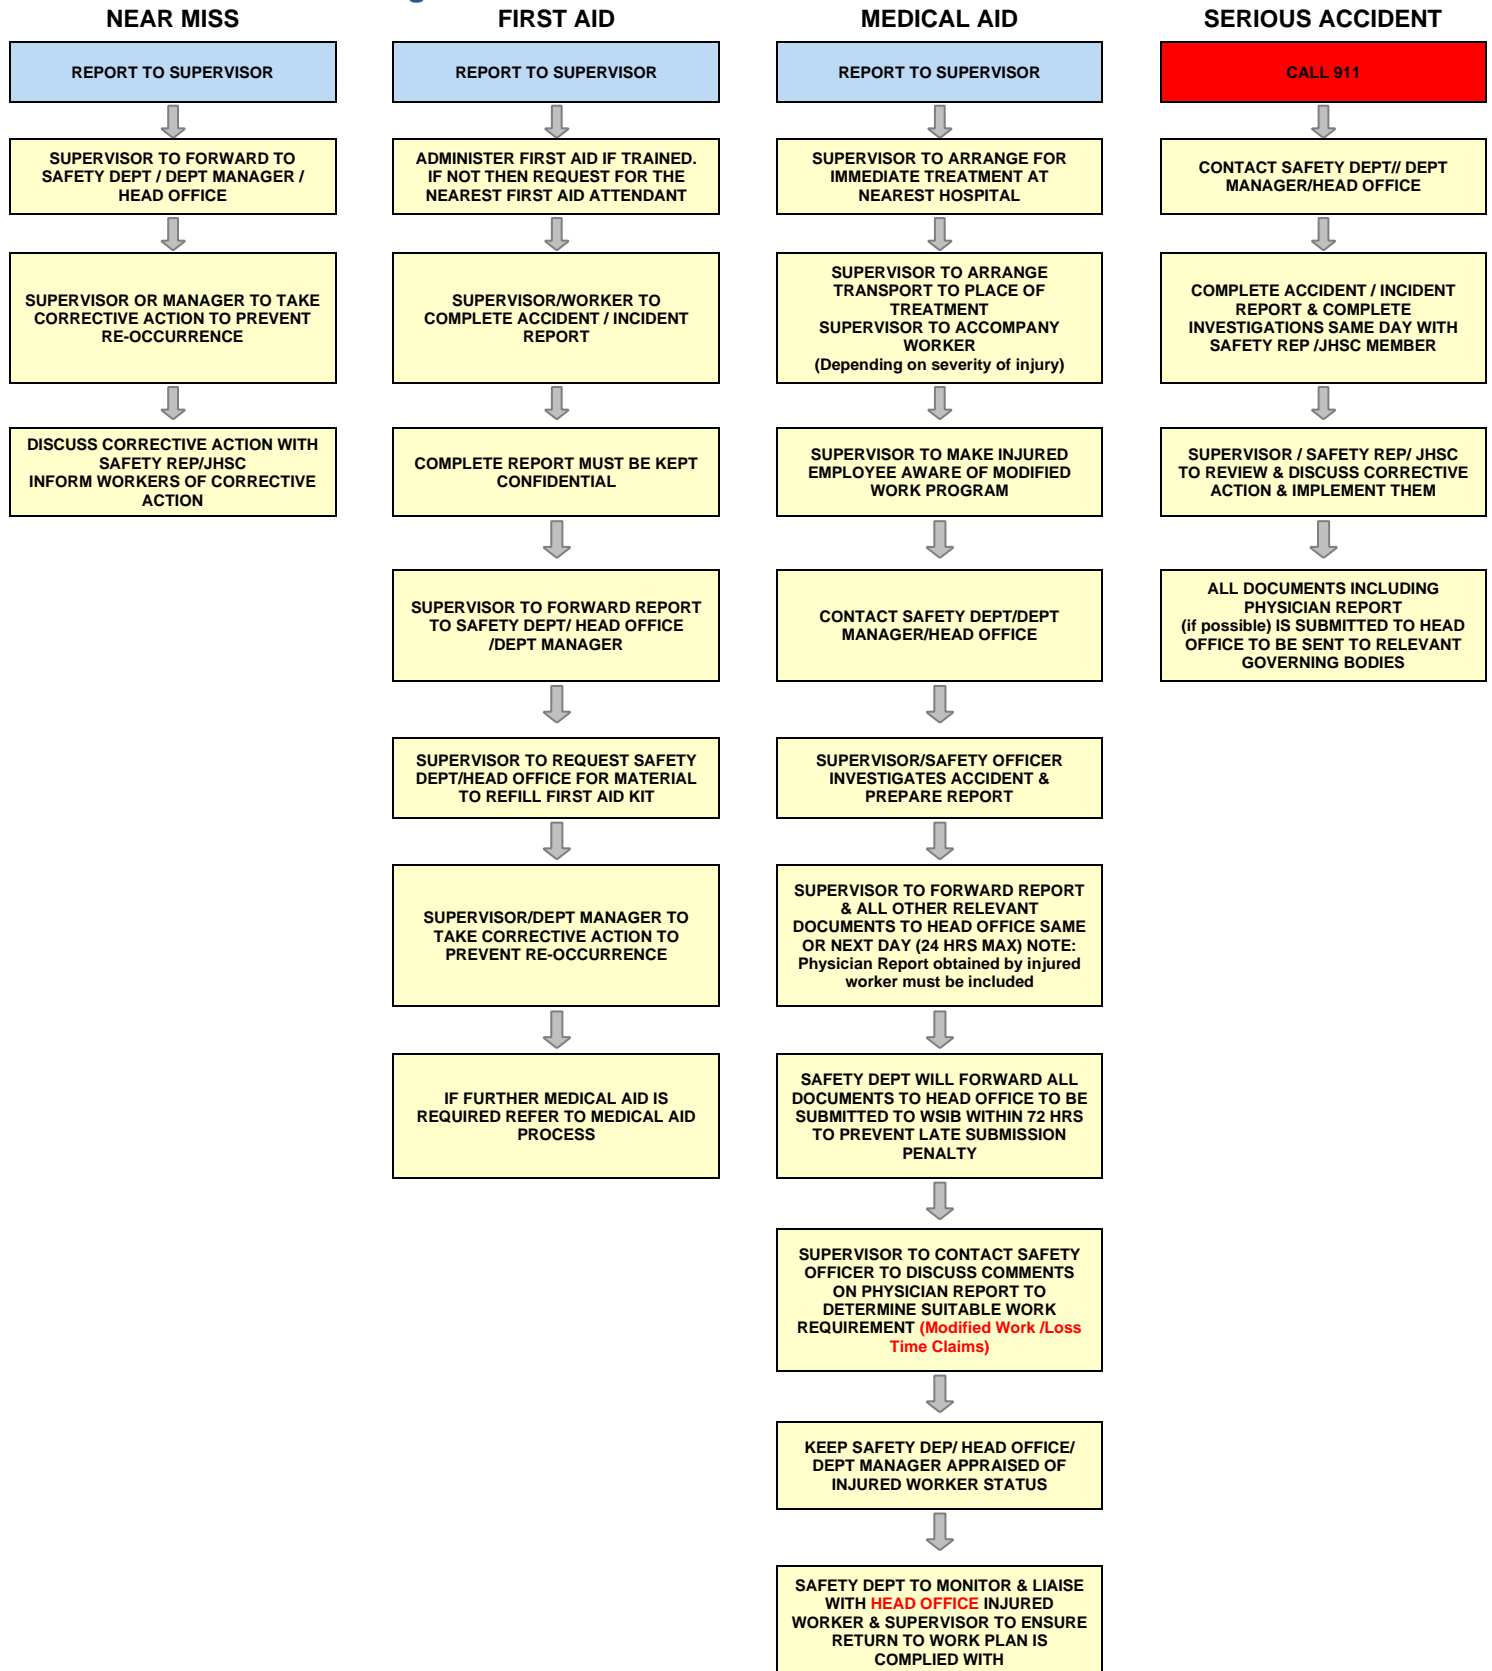 NEAR MISS
REPORT TO SUPERVISOR
SUPERVISOR TO FORWARD TO
SAFETY DEPT / DEPT MANAGER /
HEAD OFFICE
SUPERVISOR OR MANAGER TO TAKE
CORRECTIVE ACTION TO PREVENT
RE-OCCURRENCE
DISCUSS CORRECTIVE ACTION WITH
SAFETY REP/JHSC
INFORM WORKERS OF CORRECTIVE
ACTION
FIRST AID
REPORT TO SUPERVISOR
ADMINISTER FIRST AID IF TRAINED.
IF NOT THEN REQUEST FOR THE
NEAREST FIRST AID ATTENDANT
SUPERVISOR/WORKER TO
COMPLETE ACCIDENT / INCIDENT
REPORT
COMPLETE REPORT MUST BE KEPT
CONFIDENTIAL
SUPERVISOR TO FORWARD REPORT
TO SAFETY DEPT/ HEAD OFFICE
/DEPT MANAGER
SUPERVISOR TO REQUEST SAFETY
DEPT/HEAD OFFICE FOR MATERIAL
TO REFILL FIRST AID KIT
SUPERVISOR/DEPT MANAGER TO
TAKE CORRECTIVE ACTION TO
PREVENT RE-OCCURRENCE
IF FURTHER MEDICAL AID IS
REQUIRED REFER TO MEDICAL AID
PROCESS
MEDICAL AID
REPORT TO SUPERVISOR
SUPERVISOR TO ARRANGE FOR
IMMEDIATE TREATMENT AT
NEAREST HOSPITAL
SUPERVISOR TO ARRANGE
TRANSPORT TO PLACE OF
TREATMENT
SUPERVISOR TO ACCOMPANY
WORKER
(Depending on severity of injury)
SUPERVISOR TO MAKE INJURED
EMPLOYEE AWARE OF MODIFIED
WORK PROGRAM
CONTACT SAFETY DEPT/DEPT
MANAGER/HEAD OFFICE
SUPERVISOR/SAFETY OFFICER
INVESTIGATES ACCIDENT &
PREPARE REPORT
SUPERVISOR TO FORWARD REPORT
& ALL OTHER RELEVANT
DOCUMENTS TO HEAD OFFICE SAME
OR NEXT DAY (24 HRS MAX) NOTE:
Physician Report obtained by injured
worker must be included
SAFETY DEPT WILL FORWARD ALL
DOCUMENTS TO HEAD OFFICE TO BE
SUBMITTED TO WSIB WITHIN 72 HRS
TO PREVENT LATE SUBMISSION
PENALTY
SUPERVISOR TO CONTACT SAFETY
OFFICER TO DISCUSS COMMENTS
ON PHYSICIAN REPORT TO
DETERMINE SUITABLE WORK
REQUIREMENT (Modified Work /Loss
Time Claims)
KEEP SAFETY DEP/ HEAD OFFICE/
DEPT MANAGER APPRAISED OF
INJURED WORKER STATUS
SAFETY DEPT TO MONITOR & LIAISE
WITH HEAD OFFICE INJURED
WORKER & SUPERVISOR TO ENSURE
RETURN TO WORK PLAN IS
COMPLIED WITH
SERIOUS ACCIDENT
CALL 911
CONTACT SAFETY DEPT// DEPT
MANAGER/HEAD OFFICE
COMPLETE ACCIDENT / INCIDENT
REPORT & COMPLETE
INVESTIGATIONS SAME DAY WITH
SAFETY REP /JHSC MEMBER
SUPERVISOR / SAFETY REP/ JHSC
TO REVIEW & DISCUSS CORRECTIVE
ACTION & IMPLEMENT THEM
ALL DOCUMENTS INCLUDING
PHYSICIAN REPORT
(if possible) IS SUBMITTED TO HEAD
OFFICE TO BE SENT TO RELEVANT
GOVERNING BODIES